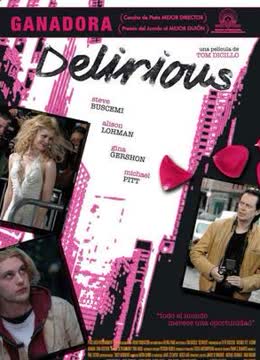 GANADORA
Concha de Plata MEJOR DIRECTOR
Premio del Jurado al MEJOR GUIÓN
una película de
TOM DICILLO
Delirious
steve
BUSCEMI
alison
LOHMAN
gina
GERSHON
michael
PITT
"todo el mundo
merece una oportunidad"